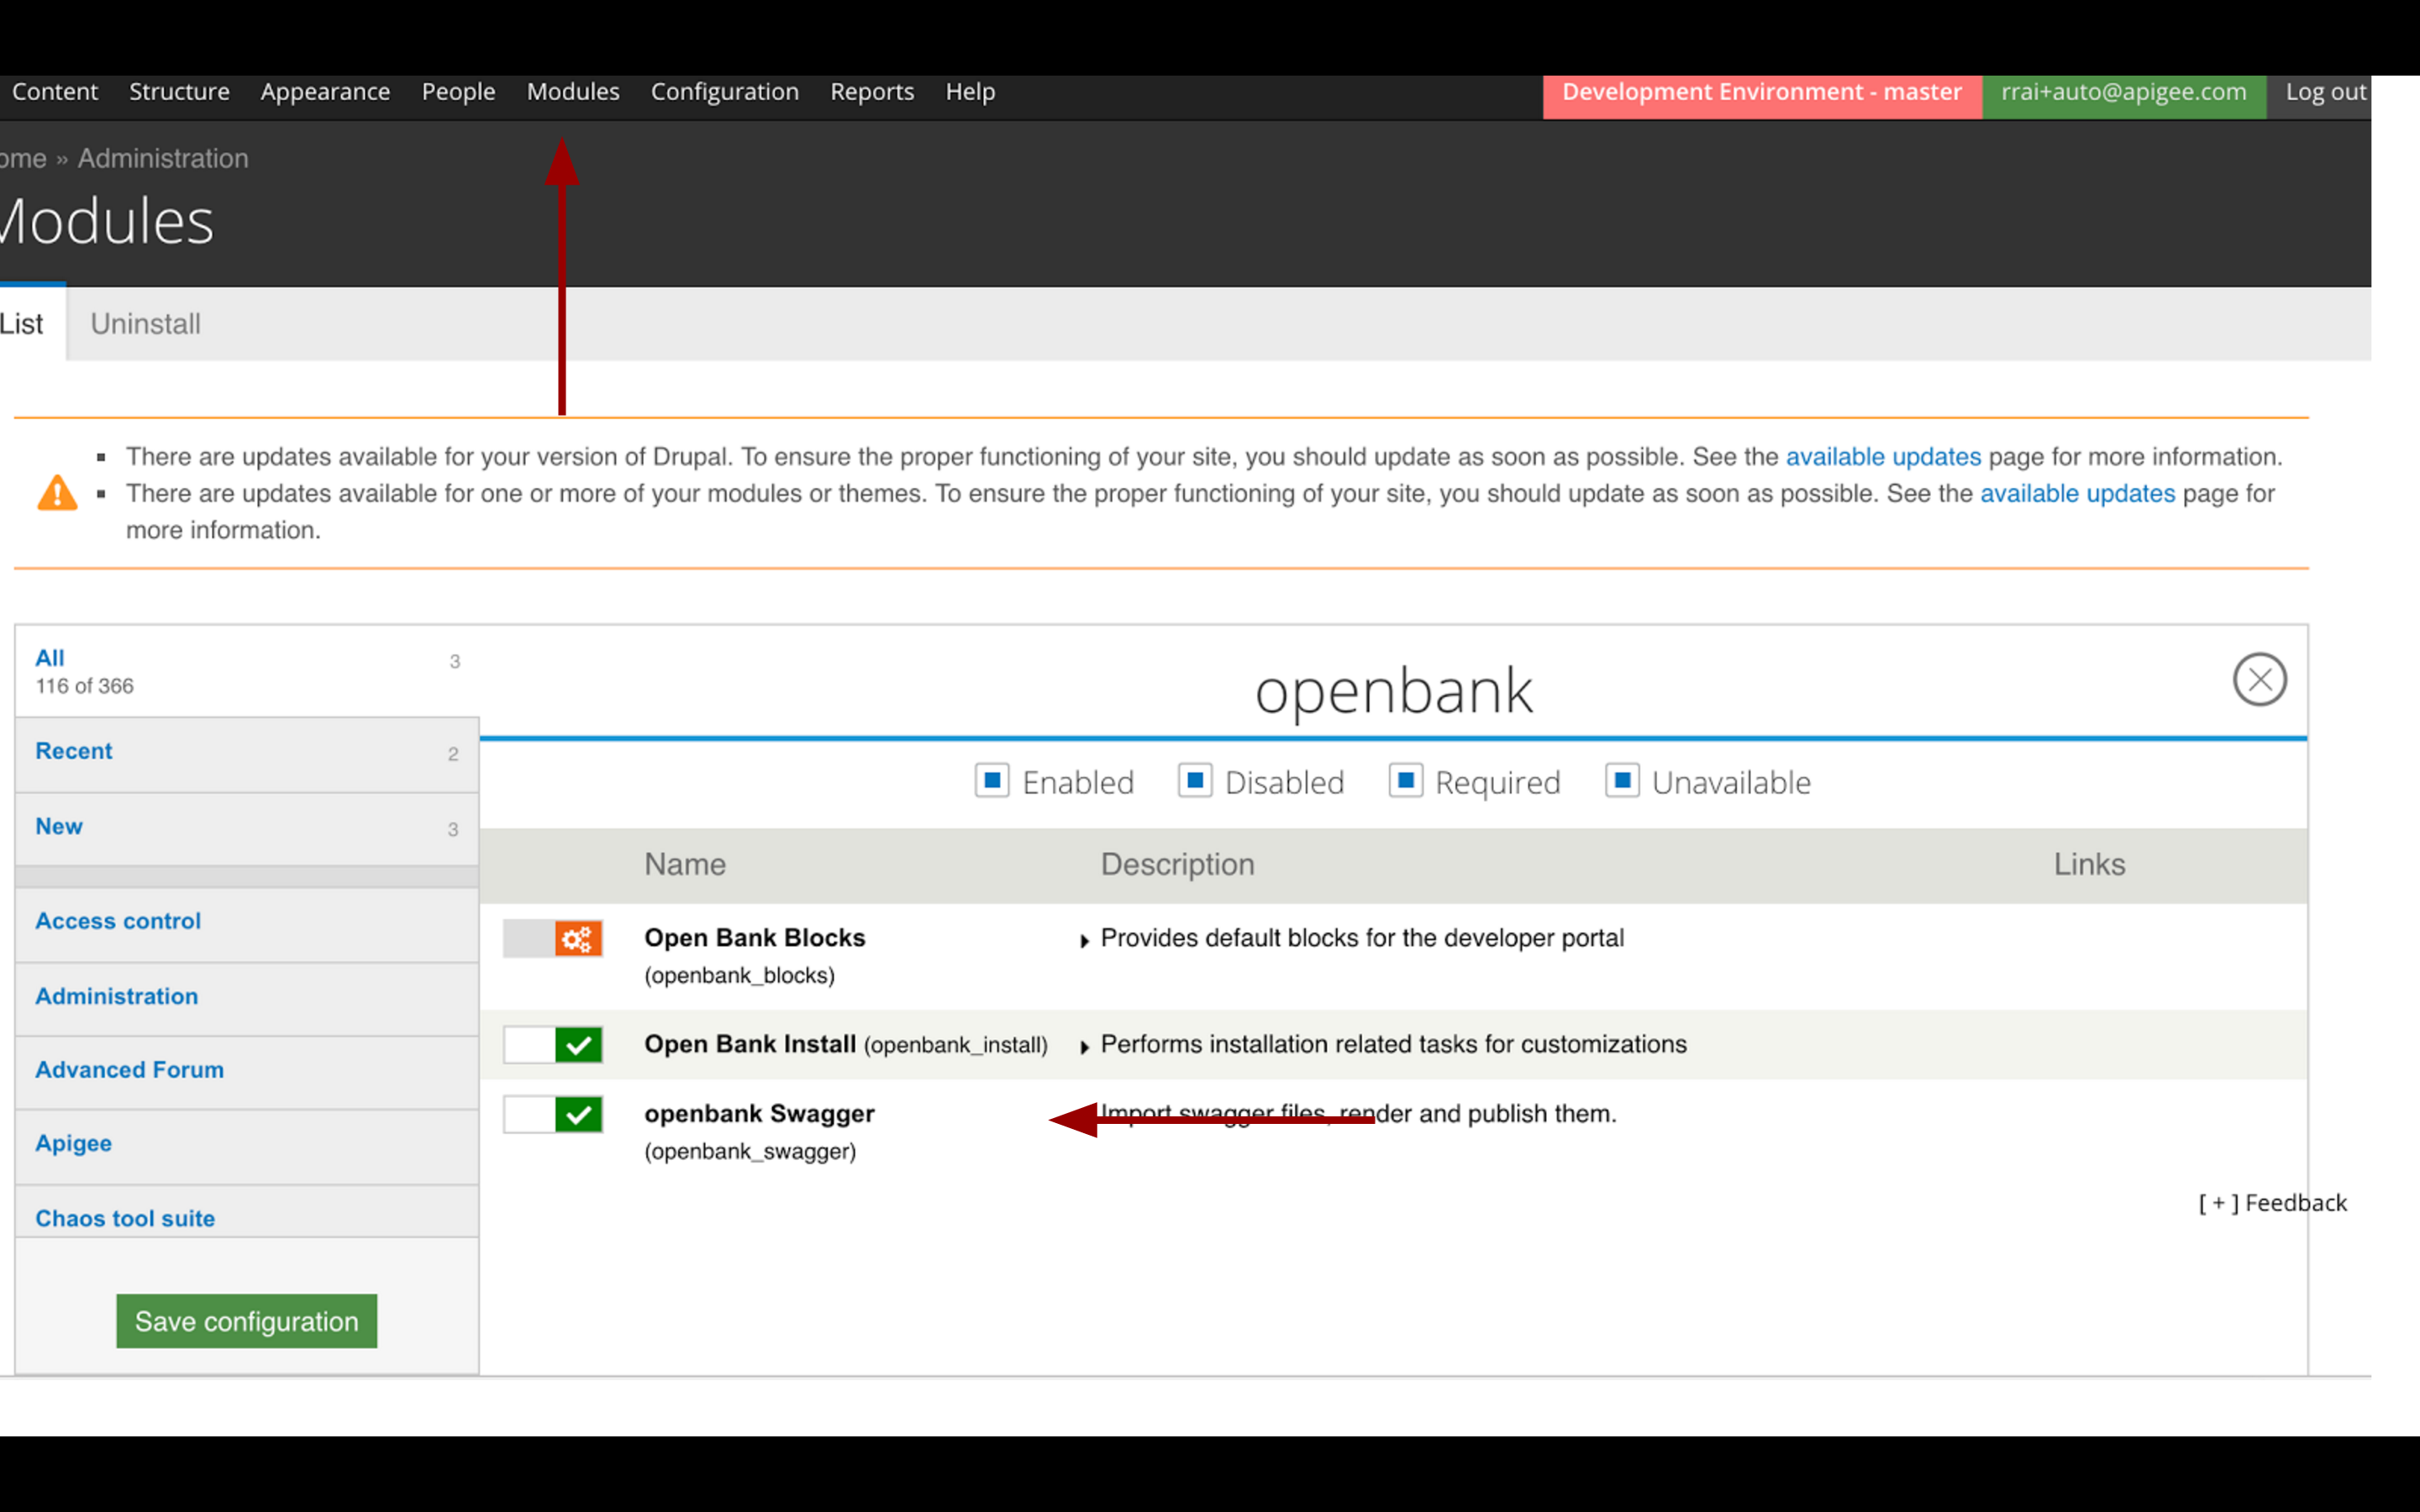 Content Structure Appearance People Modules Configuration Reports Help Development Environment - master rrai+auto@apigee.com Log out
ome » Administration
Modules
List Uninstall
There are updates available for your version of Drupal. To ensure the proper functioning of your site, you should update as soon as possible. See the available updates page for more information.
There are updates available for one or more of your modules or themes. To ensure the proper functioning of your site, you should update as soon as possible. See the available updates page for
more information.
All 3
116 of 366
openbank
Recent 2
Enabled Disabled Required Unavailable
New 3
Name Description Links
Access control
Open Bank Blocks Provides default blocks for the developer portal
(openbank_blocks)
Administration
Open Bank Install (openbank_install) Performs installation related tasks for customizations
Advanced Forum
openbank Swagger Import swagger files, render and publish them.
(openbank_swagger)
Apigee
[ + ] Feedback
Chaos tool suite
Save configuration